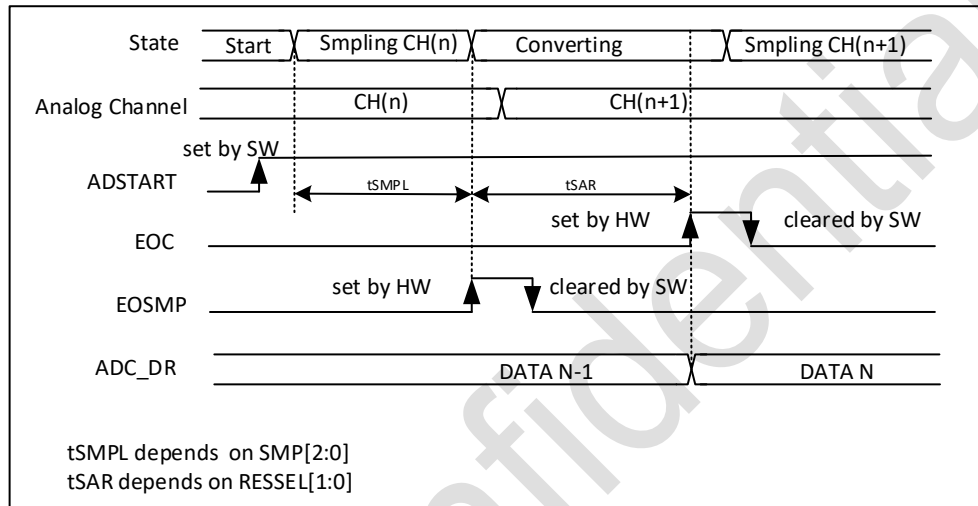 State Start Smpling CH(n) Converting Smpling CH(n+1)
Analog Channel CH(n) CH(n+1)
set by SW
ADSTART tSMPL tSAR
set by HW cleared by SW
EOC
set by HW cleared by SW
EOSMP
ADC_DR DATA N-1 DATA N
tSMPL depends on SMP[2:0]
tSAR depends on RESSEL[1:0]